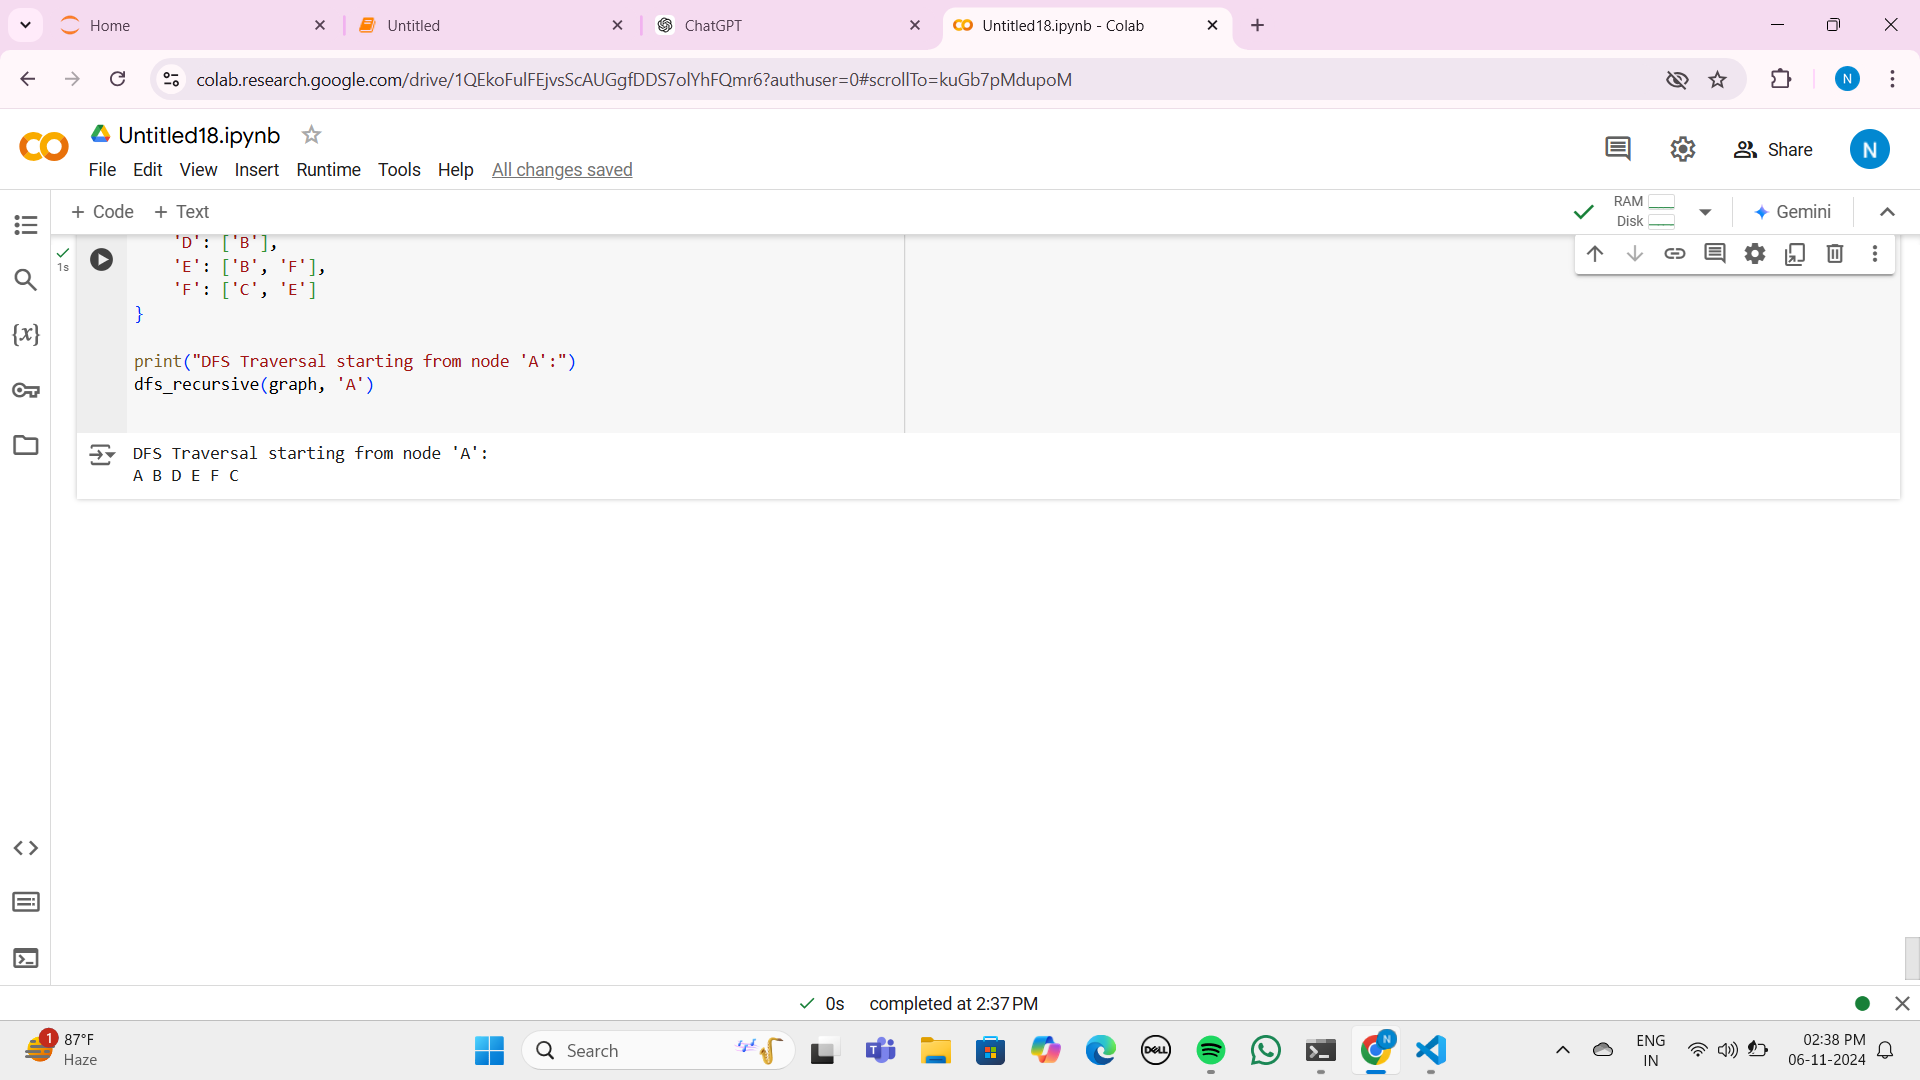 Home
Untitled
ChatGPT
Untitled18.ipynb - Colab
colab.research.google.com/drive/1QEkoFulFEjvsScAUGgfDDS7olYhFQmr6?authuser=0#scrollTo=kuGb7pMdupoM
N
Untitled18.ipynb
File Edit View Insert Runtime Tools Help All changes saved
Share
N
+ Code + Text
RAM
Disk
Gemini
1s
'D': ['B'],
'E': ['B', 'F'],
'F': ['C', 'E']
}
print("DFS Traversal starting from node 'A':")
dfs_recursive(graph, 'A')
DFS Traversal starting from node 'A':
A B D E F C
{x}
0s completed at 2:37 PM
1
87°F
Haze
Search
DELL
N
ENG
IN
02:38 PM
06-11-2024